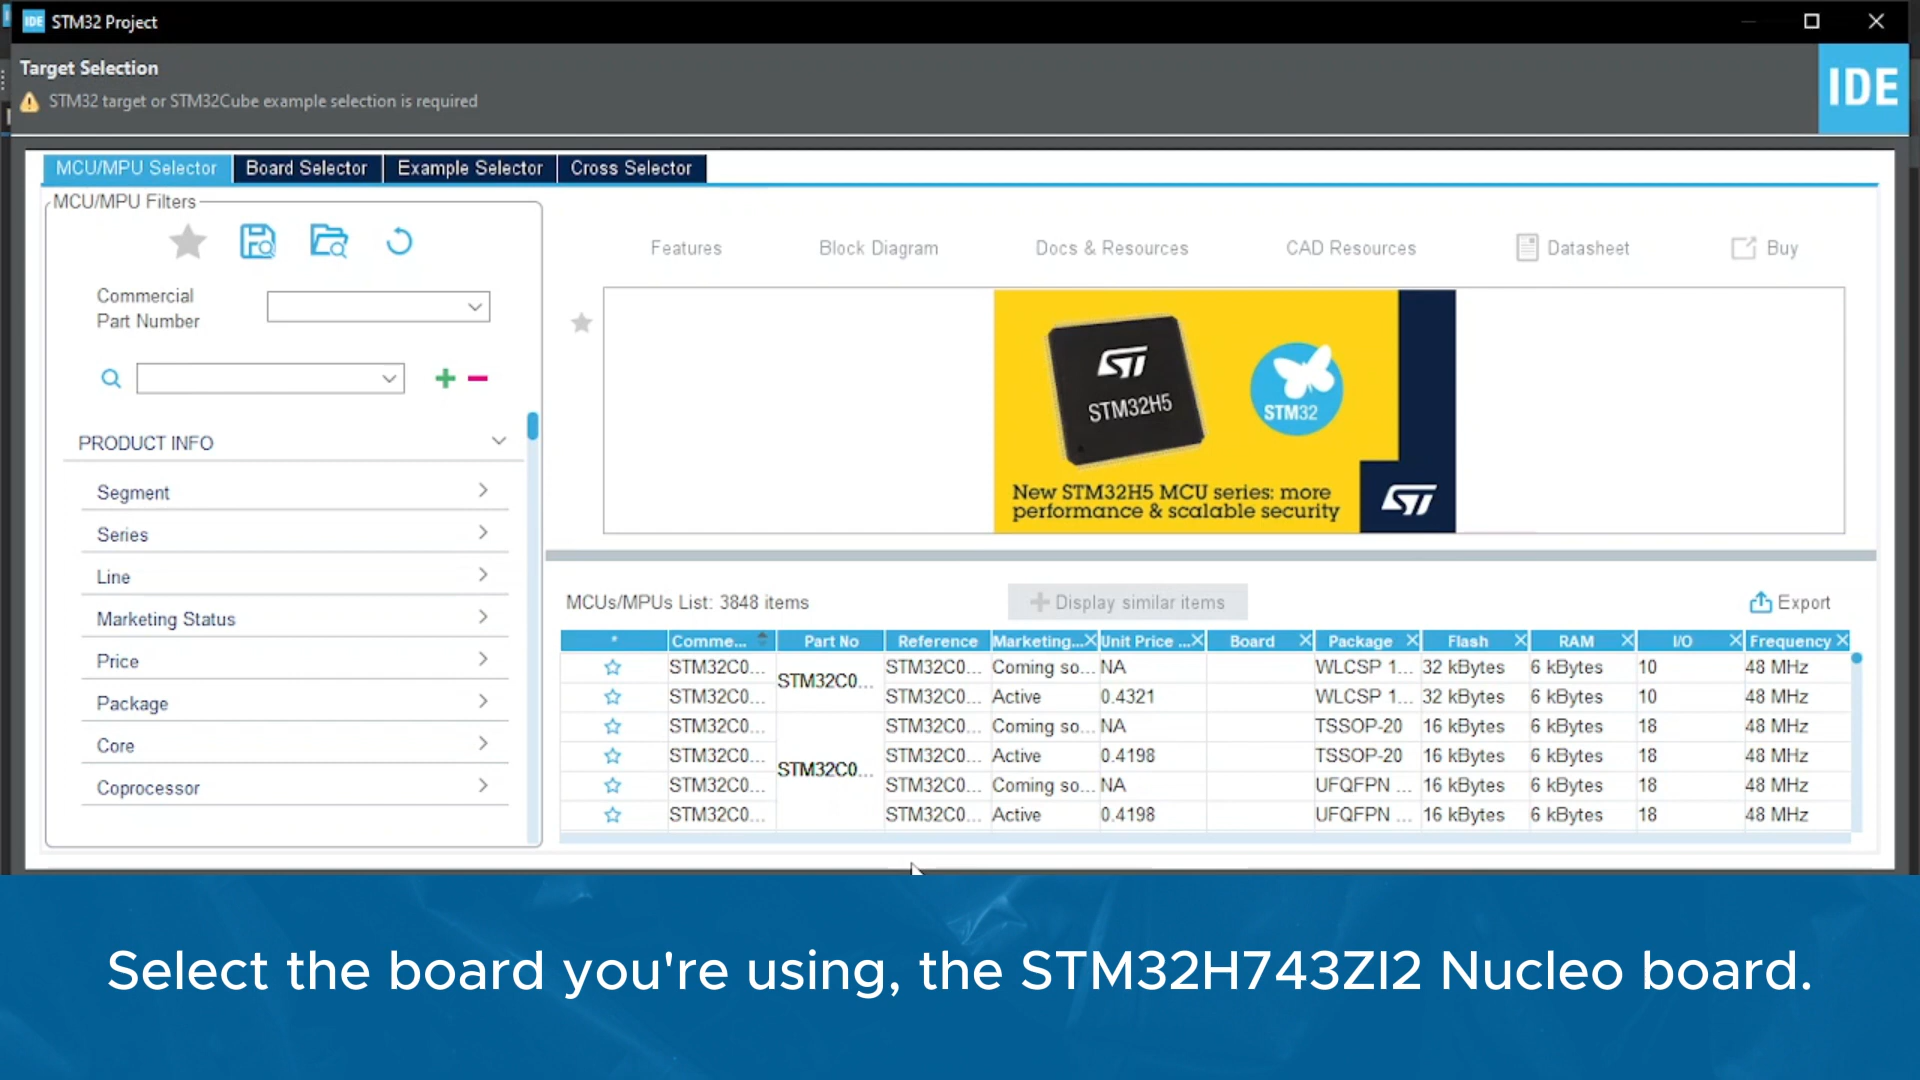 IDE STM32 Project
Target Selection
STM32 target or STM32Cube example selection is required
IDE
MCU/MPU Selector Board Selector Example Selector Cross Selector
MCU/MPU Filters
Features Block Diagram Docs & Resources CAD Resources Datasheet Buy
Commercial
Part Number
PRODUCT INFO
Segment
Series
Line
Marketing Status
Price
Package
Core
Coprocessor
ST
STM32H5
STM32
New STM32H5 MCU series: more
performance & scalable security
ST
MCUs/MPUs List: 3848 items
Display similar items
Export
* Comme... Part No Reference Marketing... Unit Price ... Board Package Flash RAM I/O Frequency
STM32C0... STM32C0... STM32C0... Coming so... NA WLCSP 1... 32 kBytes 6 kBytes 10 48 MHz
STM32C0... STM32C0... Active 0.4321 WLCSP 1... 32 kBytes 6 kBytes 10 48 MHz
STM32C0... STM32C0... STM32C0... Coming so... NA TSSOP-20 16 kBytes 6 kBytes 18 48 MHz
STM32C0... STM32C0... Active 0.4198 TSSOP-20 16 kBytes 6 kBytes 18 48 MHz
STM32C0... STM32C0... Coming so... NA UFQFPN ... 16 kBytes 6 kBytes 18 48 MHz
STM32C0... STM32C0... Active 0.4198 UFQFPN ... 16 kBytes 6 kBytes 18 48 MHz
Select the board you're using, the STM32H743ZI2 Nucleo board.